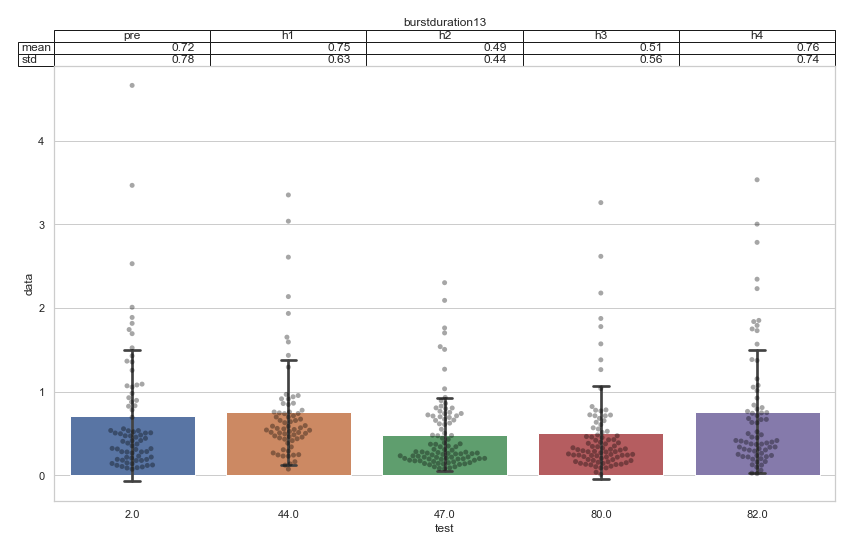 burstduration13
pre h1 h2 h3 h4
mean 0.72 0.75 0.49 0.51 0.76
std 0.78 0.63 0.44 0.56 0.74
4
3
data
2
1
0
2.0 44.0 47.0 80.0 82.0
test